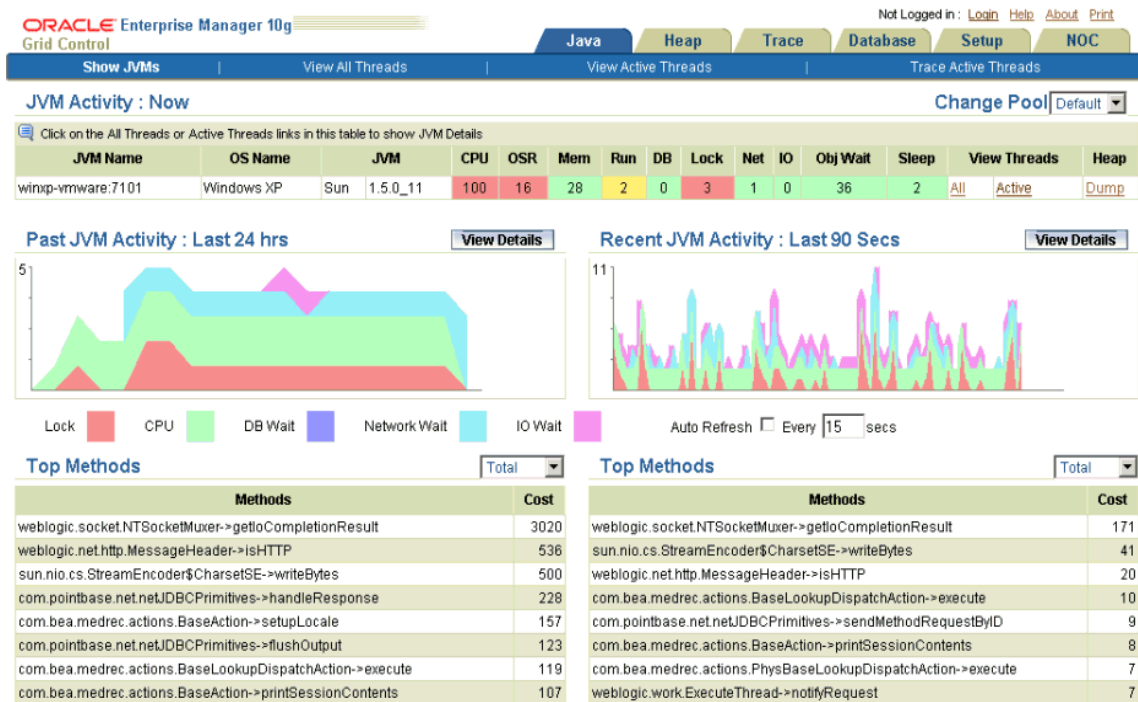 Not Logged in : Login Help About Print
ORACLE Enterprise Manager 10g
Grid Control
Java Heap Trace Database Setup NOC
Show JVMs | View All Threads | View Active Threads | Trace Active Threads
JVM Activity : Now
Change Pool Default
Click on the All Threads or Active Threads links in this table to show JVM Details
JVM Name OS Name JVM CPU OSR Mem Run DB Lock Net IO Obj Wait Sleep View Threads Heap
winxp-vmware:7101 Windows XP Sun 1.5.0_11 100 16 28 2 0 3 1 0 36 2 All Active Dump
Past JVM Activity : Last 24 hrs View Details
Recent JVM Activity : Last 90 Secs View Details
5
11
Lock CPU DB Wait Network Wait IO Wait
Auto Refresh Every 15 secs
Top Methods Total
Methods Cost
weblogic.socket.NTSocketMuxer->getIoCompletionResult 3020
weblogic.net.http.MessageHeader->isHTTP 536
sun.nio.cs.StreamEncoder$CharsetSE->writeBytes 500
com.pointbase.net.netJDBCPrimitives->handleResponse 228
com.bea.medrec.actions.BaseAction->setupLocale 157
com.pointbase.net.netJDBCPrimitives->flushOutput 123
com.bea.medrec.actions.BaseLookupDispatchAction->execute 119
com.bea.medrec.actions.BaseAction->printSessionContents 107
Top Methods Total
Methods Cost
weblogic.socket.NTSocketMuxer->getIoCompletionResult 171
sun.nio.cs.StreamEncoder$CharsetSE->writeBytes 41
weblogic.net.http.MessageHeader->isHTTP 20
com.bea.medrec.actions.BaseLookupDispatchAction->execute 10
com.pointbase.net.netJDBCPrimitives->sendMethodRequestByID 9
com.bea.medrec.actions.BaseAction->printSessionContents 8
com.bea.medrec.actions.PhysBaseLookupDispatchAction->execute 7
weblogic.work.ExecuteThread->notifyRequest 7